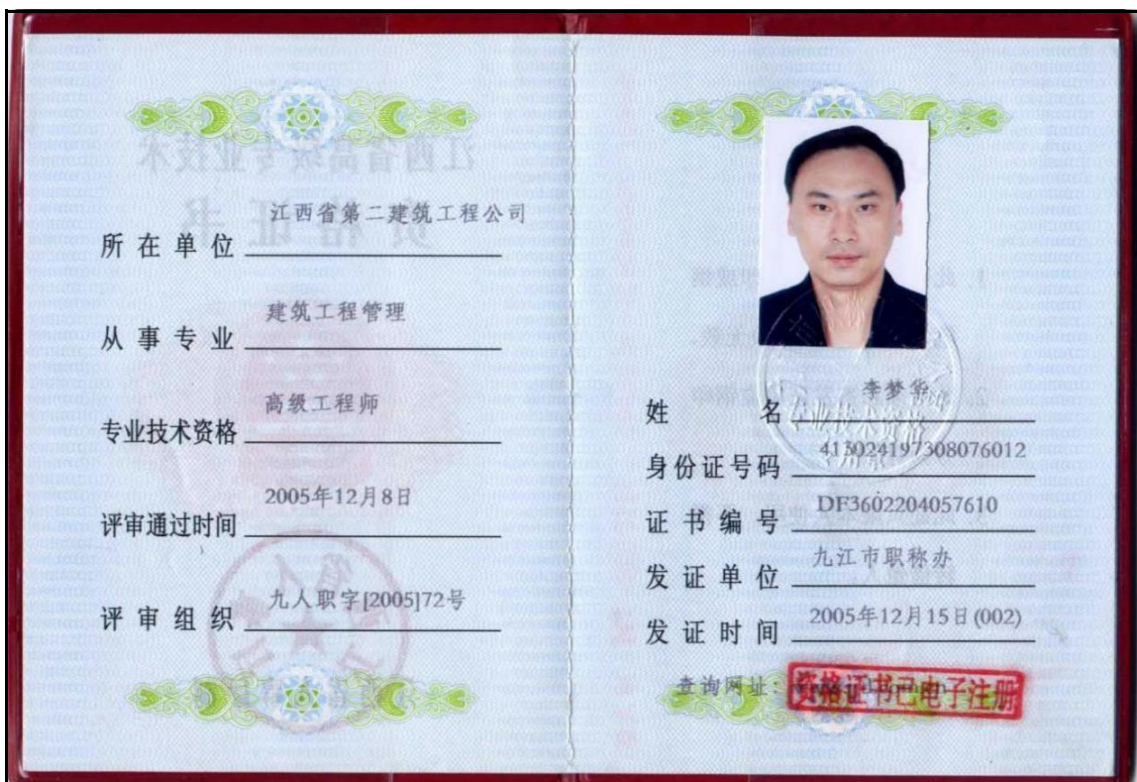 所在单位 江西省第二建筑工程公司
从事专业 建筑工程管理
专业技术资格 高级工程师
评审通过时间 2005年12月8日
评审组织 九人职字[2005]72号
姓名 李梦华
身份证号码 413024197308076012
证书编号 DF3602204057610
发证单位 九江市职称办
发证时间 2005年12月15日(002)
查询网址:
资格证书已电子注册
专业技术资格